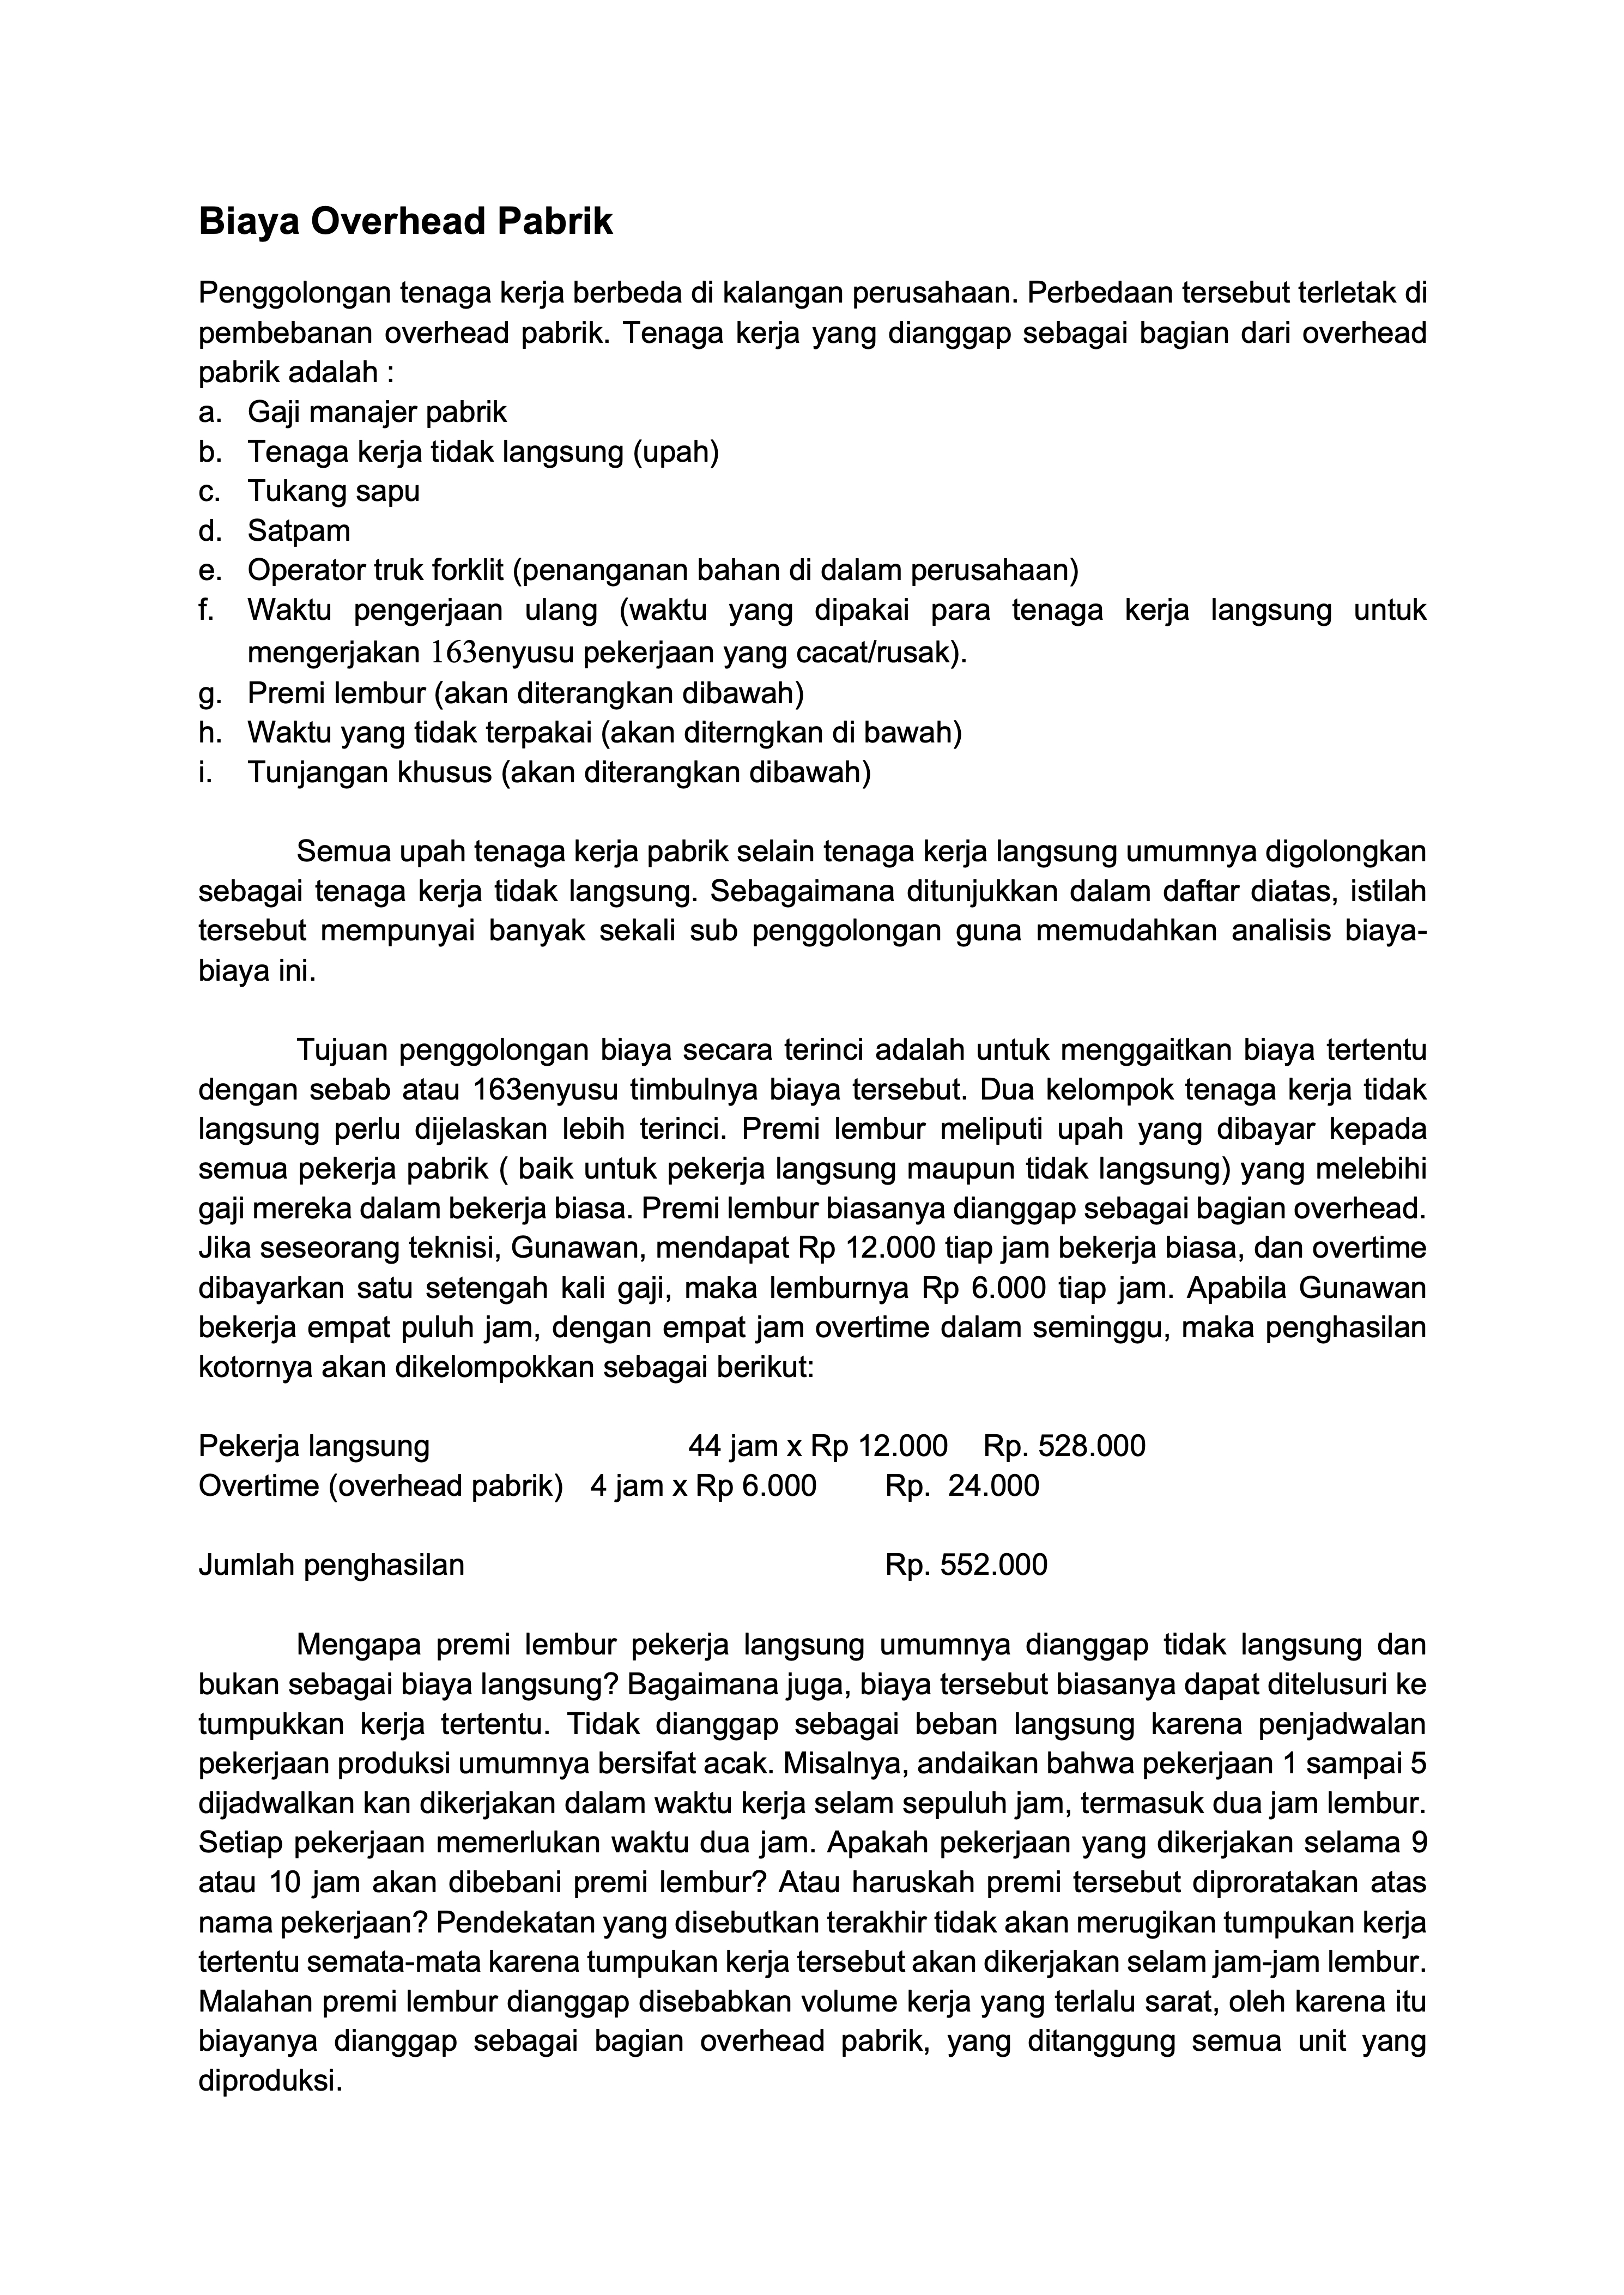 Biaya Overhead Pabrik
Penggolongan tenaga kerja berbeda di kalangan perusahaan. Perbedaan tersebut terletak di
pembebanan overhead pabrik. Tenaga kerja yang dianggap sebagai bagian dari overhead
pabrik adalah :
a. Gaji manajer pabrik
b. Tenaga kerja tidak langsung (upah)
c. Tukang sapu
d. Satpam
e. Operator truk forklit (penanganan bahan di dalam perusahaan)
f. Waktu pengerjaan ulang (waktu yang dipakai para tenaga kerja langsung untuk
mengerjakan 163enyusu pekerjaan yang cacat/rusak).
g. Premi lembur (akan diterangkan dibawah)
h. Waktu yang tidak terpakai (akan diterngkan di bawah)
i. Tunjangan khusus (akan diterangkan dibawah)
Semua upah tenaga kerja pabrik selain tenaga kerja langsung umumnya digolongkan
sebagai tenaga kerja tidak langsung. Sebagaimana ditunjukkan dalam daftar diatas, istilah
tersebut mempunyai banyak sekali sub penggolongan guna memudahkan analisis biaya-
biaya ini.
Tujuan penggolongan biaya secara terinci adalah untuk menggaitkan biaya tertentu
dengan sebab atau 163enyusu timbulnya biaya tersebut. Dua kelompok tenaga kerja tidak
langsung perlu dijelaskan lebih terinci. Premi lembur meliputi upah yang dibayar kepada
semua pekerja pabrik ( baik untuk pekerja langsung maupun tidak langsung) yang melebihi
gaji mereka dalam bekerja biasa. Premi lembur biasanya dianggap sebagai bagian overhead.
Jika seseorang teknisi, Gunawan, mendapat Rp 12.000 tiap jam bekerja biasa, dan overtime
dibayarkan satu setengah kali gaji, maka lemburnya Rp 6.000 tiap jam. Apabila Gunawan
bekerja empat puluh jam, dengan empat jam overtime dalam seminggu, maka penghasilan
kotornya akan dikelompokkan sebagai berikut:
Pekerja langsung 44 jam x Rp 12.000 Rp. 528.000
Overtime (overhead pabrik) 4 jam x Rp 6.000 Rp. 24.000
Jumlah penghasilan Rp. 552.000
Mengapa premi lembur pekerja langsung umumnya dianggap tidak langsung dan
bukan sebagai biaya langsung? Bagaimana juga, biaya tersebut biasanya dapat ditelusuri ke
tumpukkan kerja tertentu. Tidak dianggap sebagai beban langsung karena penjadwalan
pekerjaan produksi umumnya bersifat acak. Misalnya, andaikan bahwa pekerjaan 1 sampai 5
dijadwalkan kan dikerjakan dalam waktu kerja selam sepuluh jam, termasuk dua jam lembur.
Setiap pekerjaan memerlukan waktu dua jam. Apakah pekerjaan yang dikerjakan selama 9
atau 10 jam akan dibebani premi lembur? Atau haruskah premi tersebut diproratakan atas
nama pekerjaan? Pendekatan yang disebutkan terakhir tidak akan merugikan tumpukan kerja
tertentu semata-mata karena tumpukan kerja tersebut akan dikerjakan selam jam-jam lembur.
Malahan premi lembur dianggap disebabkan volume kerja yang terlalu sarat, oleh karena itu
biayanya dianggap sebagai bagian overhead pabrik, yang ditanggung semua unit yang
diproduksi.